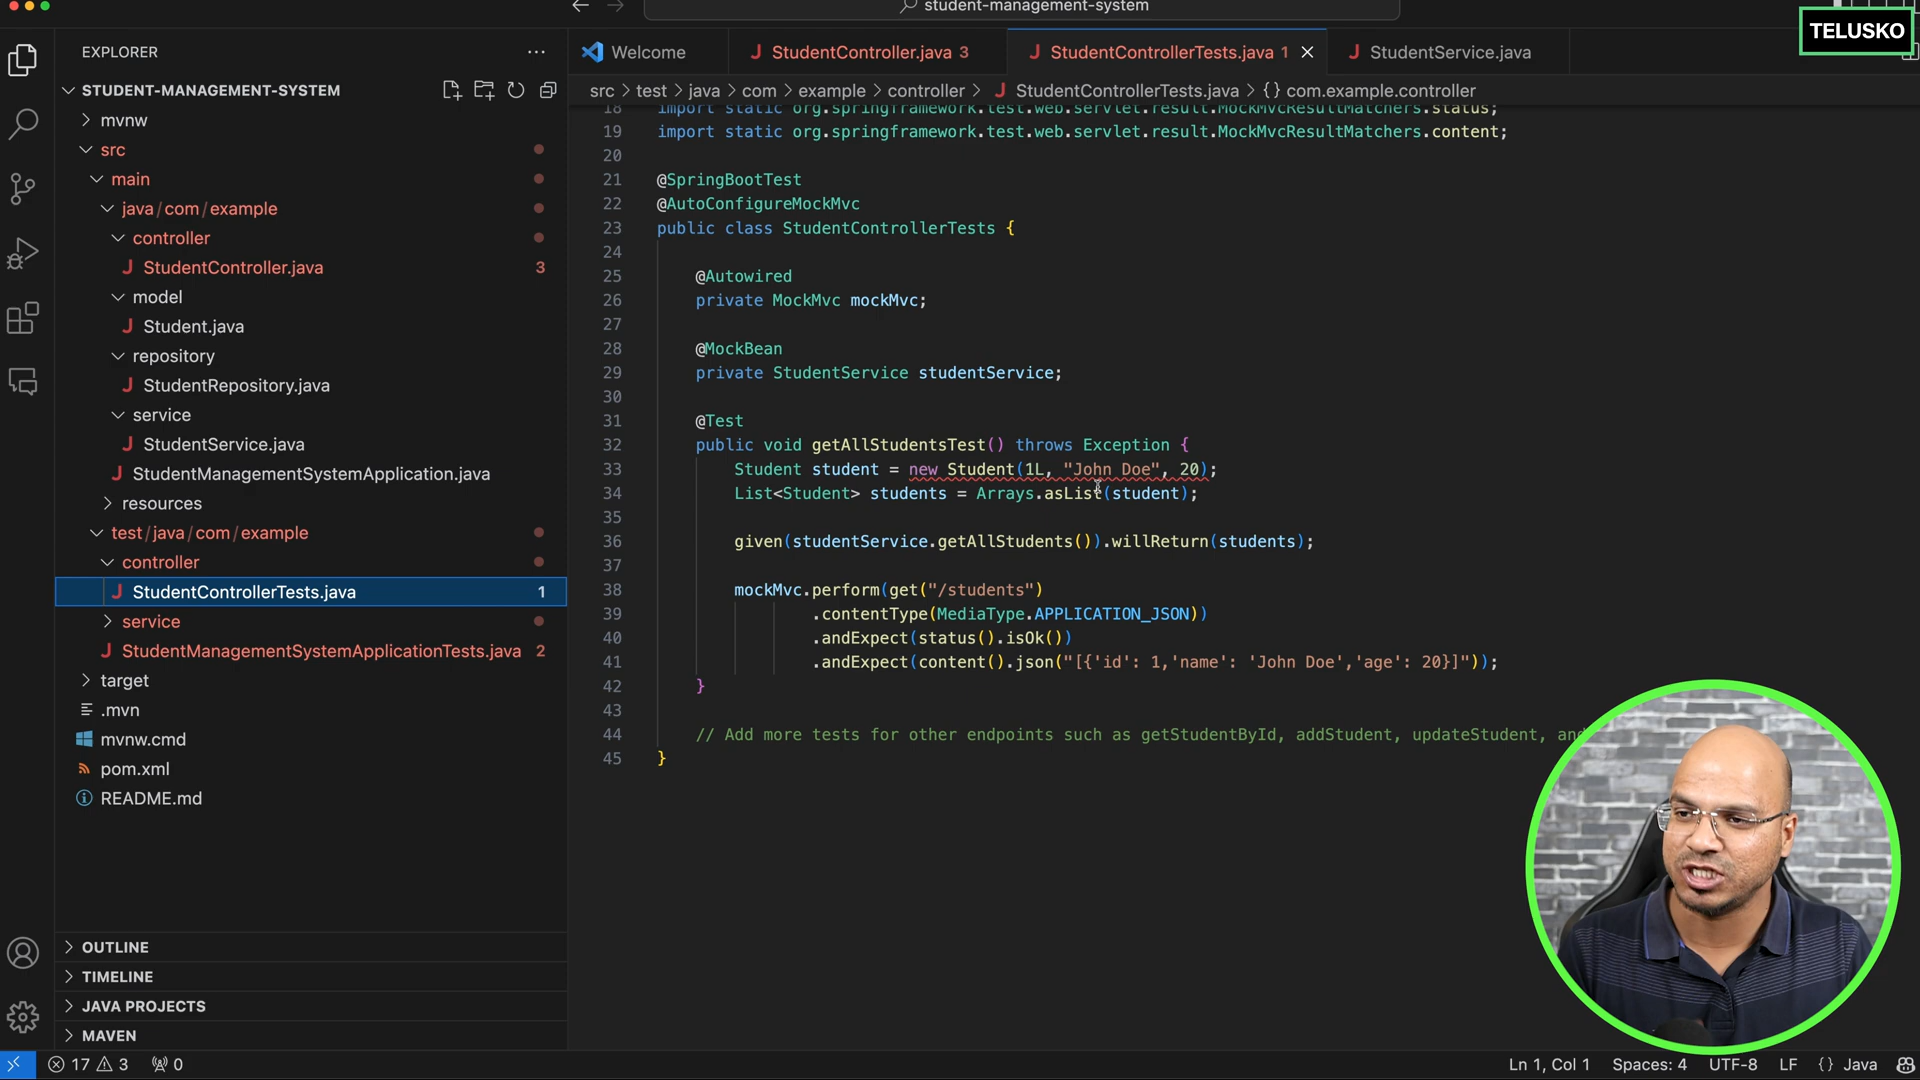 student-management-system
TELUSKO
EXPLORER
Welcome
StudentController.java 3
StudentControllerTests.java 1
StudentService.java
STUDENT-MANAGEMENT-SYSTEM
src > test > java > com > example > controller > StudentControllerTests.java > {} com.example.controller
mvnw
src
main
java/com/example
controller
StudentController.java 3
model
Student.java
repository
StudentRepository.java
service
StudentService.java
StudentManagementSystemApplication.java
resources
test/java/com/example
controller
StudentControllerTests.java 1
service
StudentManagementSystemApplicationTests.java 2
target
.mvn
mvnw.cmd
pom.xml
README.md
OUTLINE
TIMELINE
JAVA PROJECTS
MAVEN
18 import static org.springframework.test.web.servlet.result.MockMvcResultMatchers.status;
19 import static org.springframework.test.web.servlet.result.MockMvcResultMatchers.content;
20
21 @SpringBootTest
22 @AutoConfigureMockMvc
23 public class StudentControllerTests {
24
25 @Autowired
26 private MockMvc mockMvc;
27
28 @MockBean
29 private StudentService studentService;
30
31 @Test
32 public void getAllStudentsTest() throws Exception {
33 Student student = new Student(1L, "John Doe", 20);
34 List<Student> students = Arrays.asList(student);
35
36 given(studentService.getAllStudents()).willReturn(students);
37
38 mockMvc.perform(get("/students")
39 .contentType(MediaType.APPLICATION_JSON))
40 .andExpect(status().isOk())
41 .andExpect(content().json("[{'id': 1,'name': 'John Doe','age': 20}]"));
42 }
43
44 // Add more tests for other endpoints such as getStudentById, addStudent, updateStudent, and
45 }
17 3 0
Ln 1, Col 1 Spaces: 4 UTF-8 LF {} Java